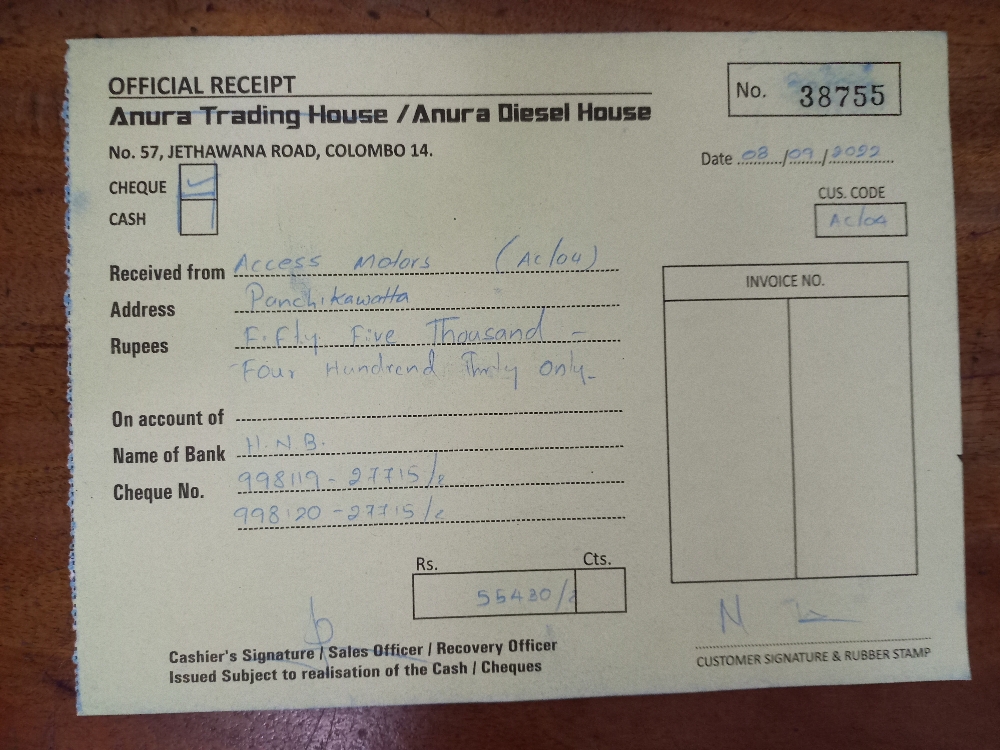 OFFICIAL RECEIPT
No. 38755
Anura Trading House / Anura Diesel House
No. 57, JETHAWANA ROAD, COLOMBO 14.
Date 08/09/2022
CHEQUE ✓
CASH
CUS. CODE
AC/04
Received from Access Motors (AC/04)
INVOICE NO.
Address Panchikawatta
Rupees Fifty Five Thousand -
Four Hundrend Thirty Only-
On account of
Name of Bank H.N.B.
Cheque No. 998119 - 27715/=
998120 - 27715/=
Rs. Cts.
55430/=
Cashier's Signature / Sales Officer / Recovery Officer
Issued Subject to realisation of the Cash / Cheques
CUSTOMER SIGNATURE & RUBBER STAMP